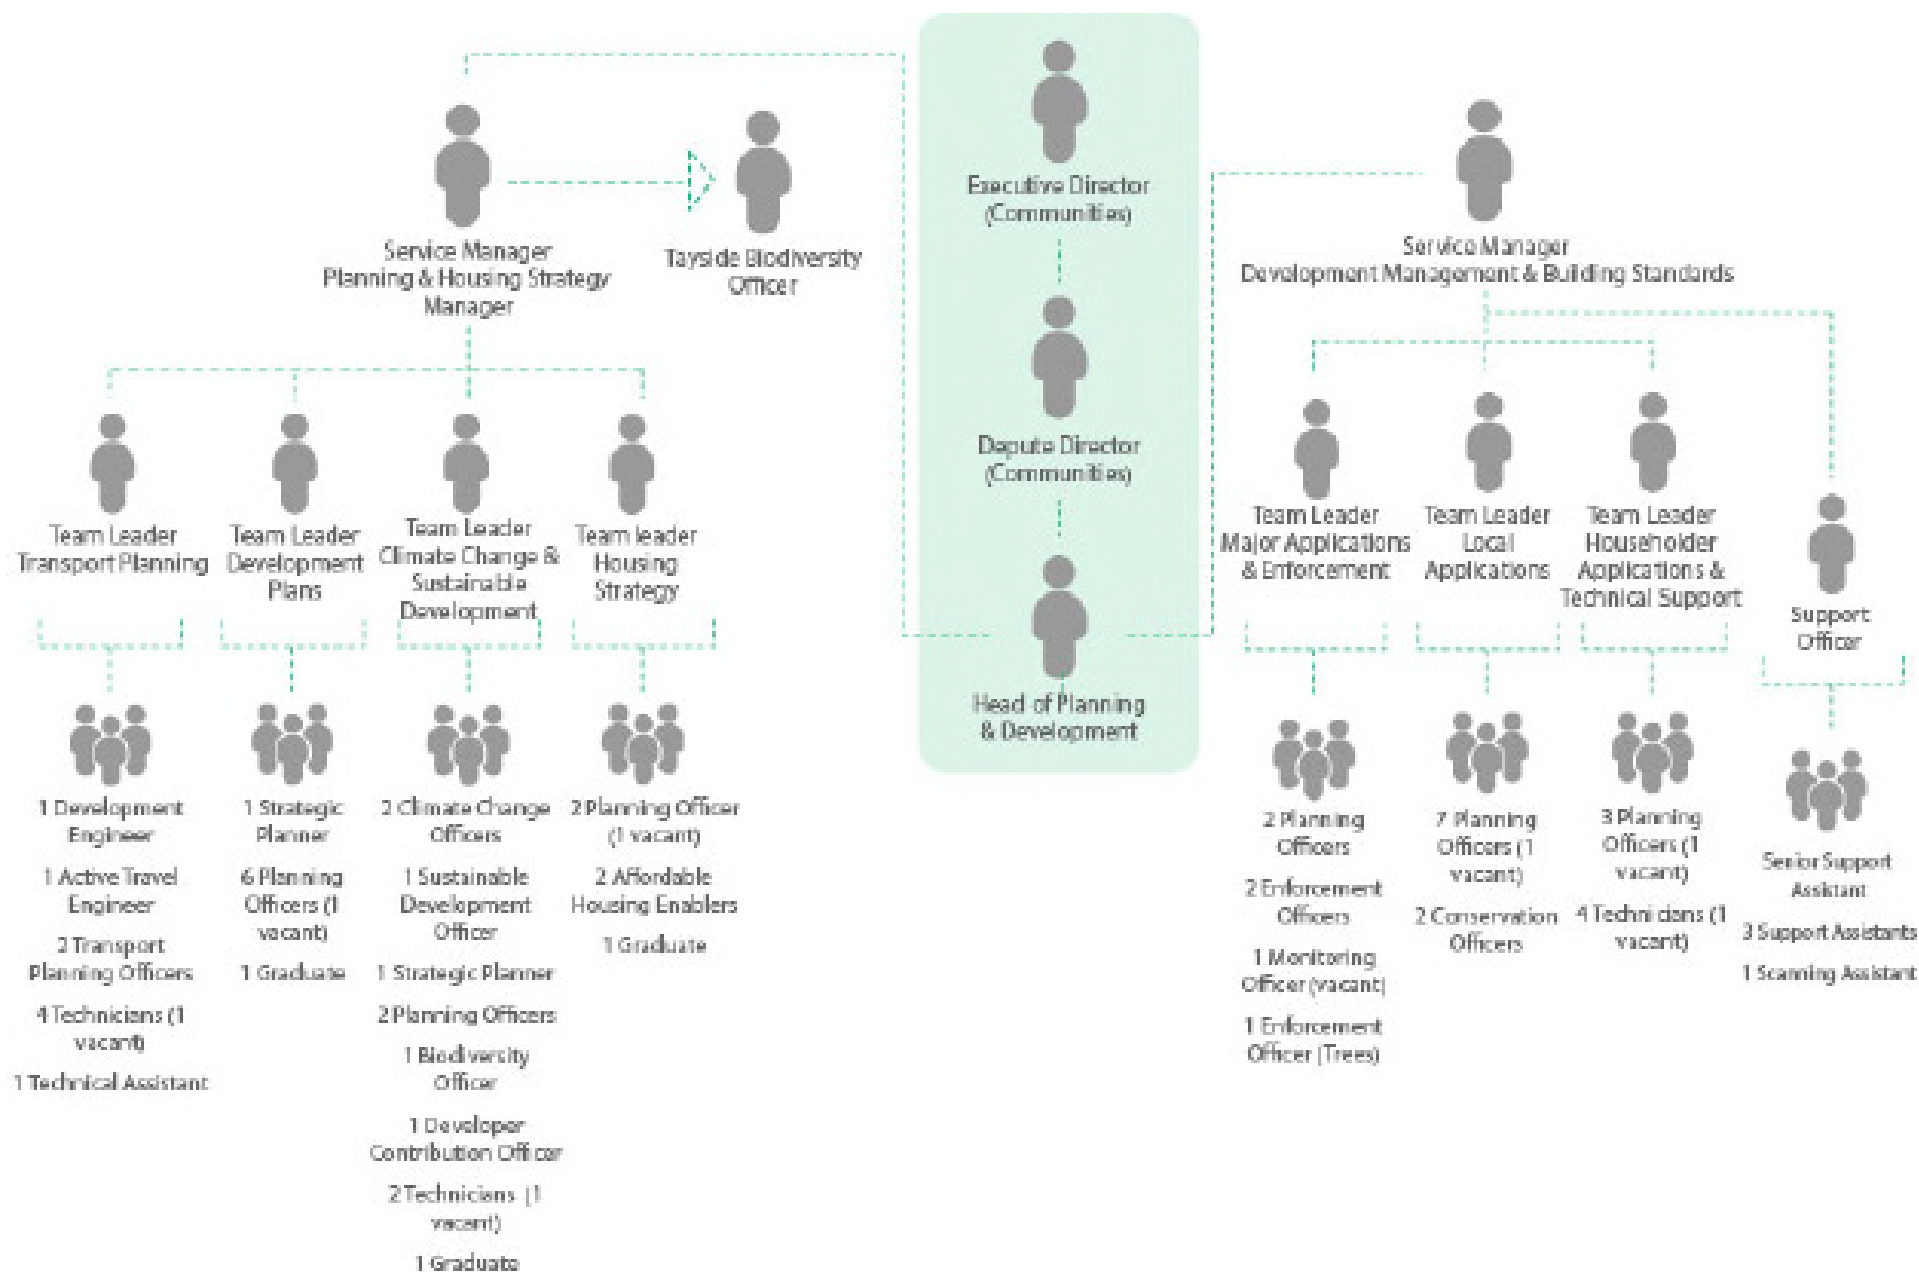 Executive Director
(Communities)
Depute Director
(Communities)
Head of Planning
& Development
Service Manager
Planning & Housing Strategy
Manager
Tayside Biodiversity
Officer
Team Leader
Transport Planning
Team Leader
Development
Plans
Team Leader
Climate Change &
Sustainable
Development
Team leader
Housing
Strategy
1 Development
Engineer
1 Active Travel
Engineer
2 Transport
Planning Officers
4 Technicians (1
vacant)
1 Technical Assistant
1 Strategic
Planner
6 Planning
Officers (1
vacant)
1 Graduate
2 Climate Change
Officers
1 Sustainable
Development
Officer
1 Strategic Planner
2 Planning Officers
1 Biodiversity
Officer
1 Developer
Contribution Officer
2 Technicians (1
vacant)
1 Graduate
2 Planning Officer
(1 vacant)
2 Affordable
Housing Enablers
1 Graduate
Service Manager
Development Management & Building Standards
Team Leader
Major Applications
& Enforcement
Team Leader
Local
Applications
Team Leader
Householder
Applications &
Technical Support
Support
Officer
2 Planning
Officers
2 Enforcement
Officers
1 Monitoring
Officer (vacant)
1 Enforcement
Officer (Trees)
7 Planning
Officers (1
vacant)
2 Conservation
Officers
3 Planning
Officers (1
vacant)
4 Technicians (1
vacant)
Senior Support
Assistant
3 Support Assistants
1 Scanning Assistant